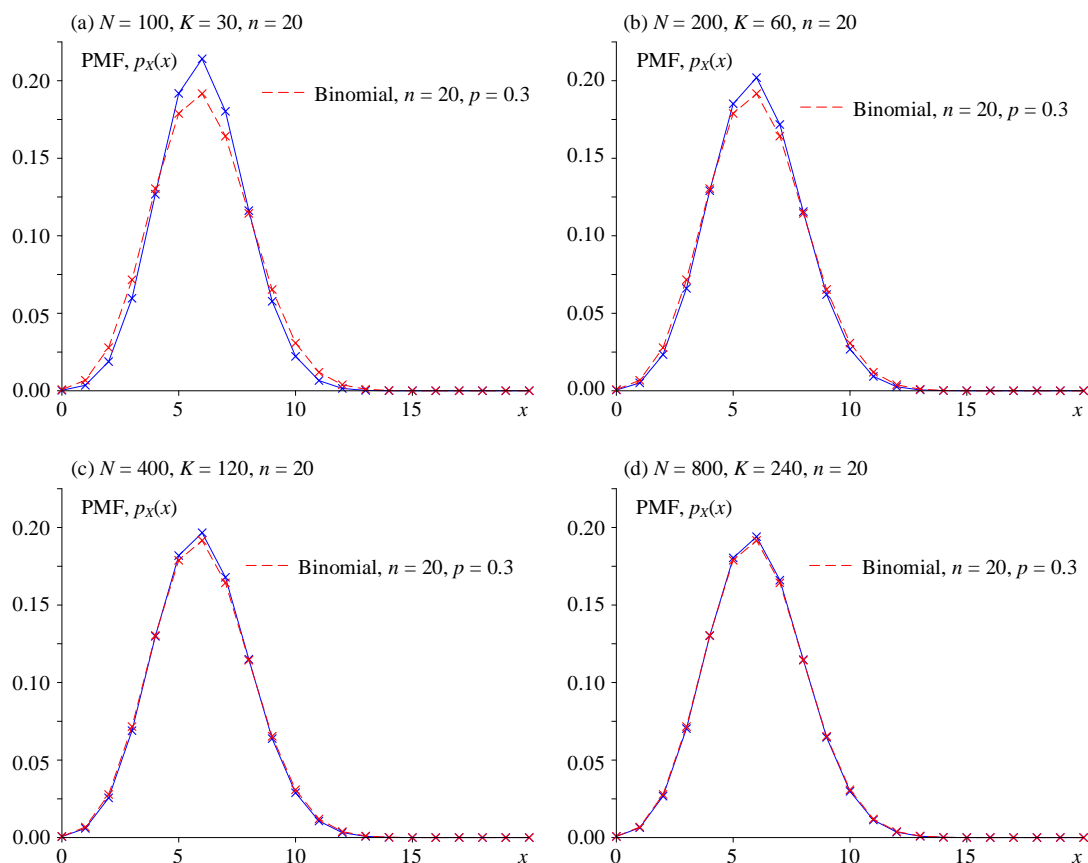 (a) N = 100, K = 30, n = 20
PMF, pX(x)
Binomial, n = 20, p = 0.3
0.20
0.15
0.10
0.05
0.00
0
5
10
15
x
(b) N = 200, K = 60, n = 20
PMF, pX(x)
Binomial, n = 20, p = 0.3
0.20
0.15
0.10
0.05
0.00
0
5
10
15
x
(c) N = 400, K = 120, n = 20
PMF, pX(x)
Binomial, n = 20, p = 0.3
0.20
0.15
0.10
0.05
0.00
0
5
10
15
x
(d) N = 800, K = 240, n = 20
PMF, pX(x)
Binomial, n = 20, p = 0.3
0.20
0.15
0.10
0.05
0.00
0
5
10
15
x